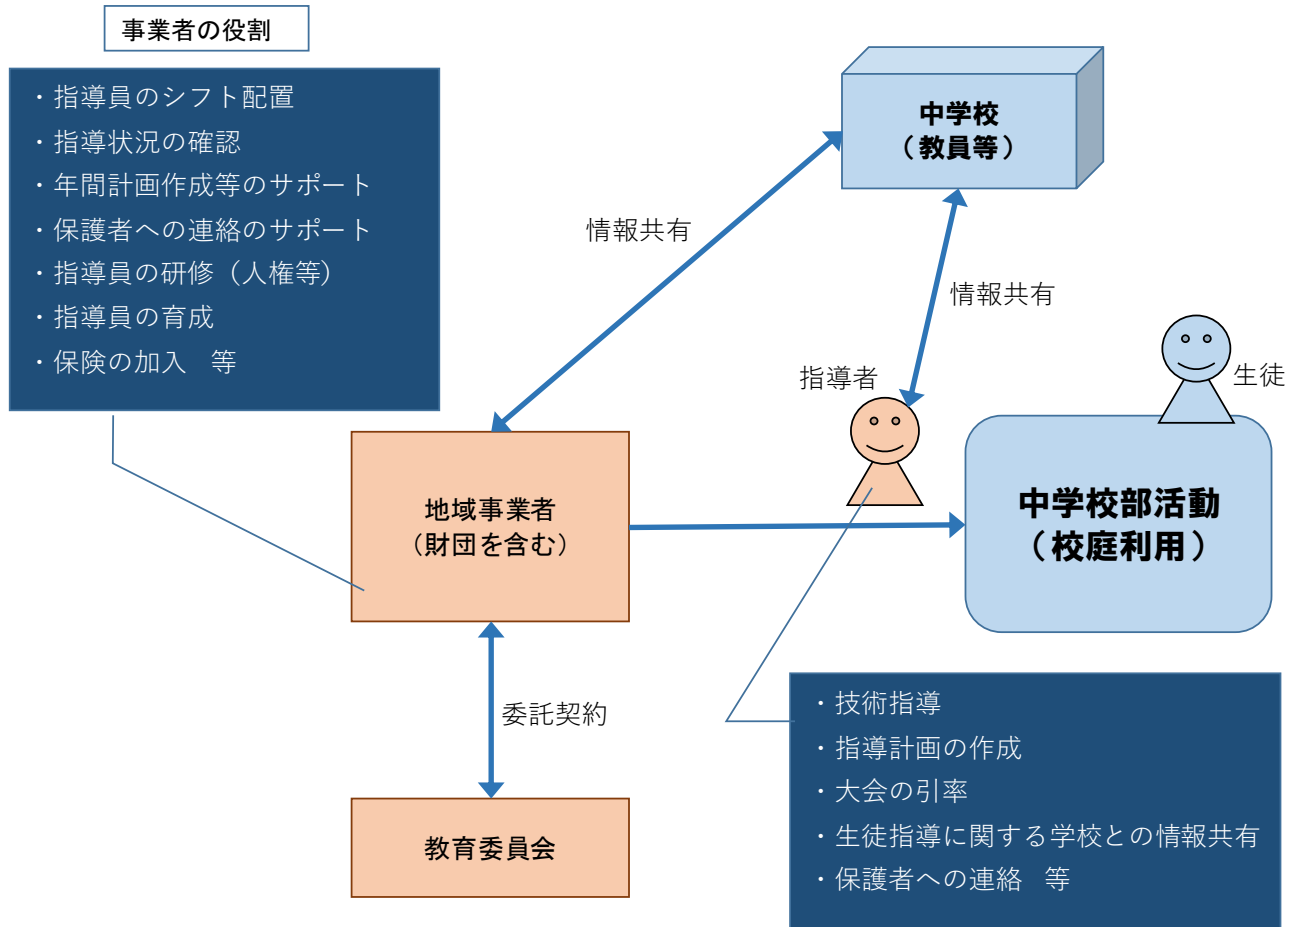 事業者の役割
・指導員のシフト配置
・指導状況の確認
・年間計画作成等のサポート
・保護者への連絡のサポート
・指導員の研修（人権等）
・指導員の育成
・保険の加入　等
中学校
（教員等）
情報共有
情報共有
指導者
生徒
地域事業者
（財団を含む）
中学校部活動
（校庭利用）
委託契約
教育委員会
・技術指導
・指導計画の作成
・大会の引率
・生徒指導に関する学校との情報共有
・保護者への連絡　等